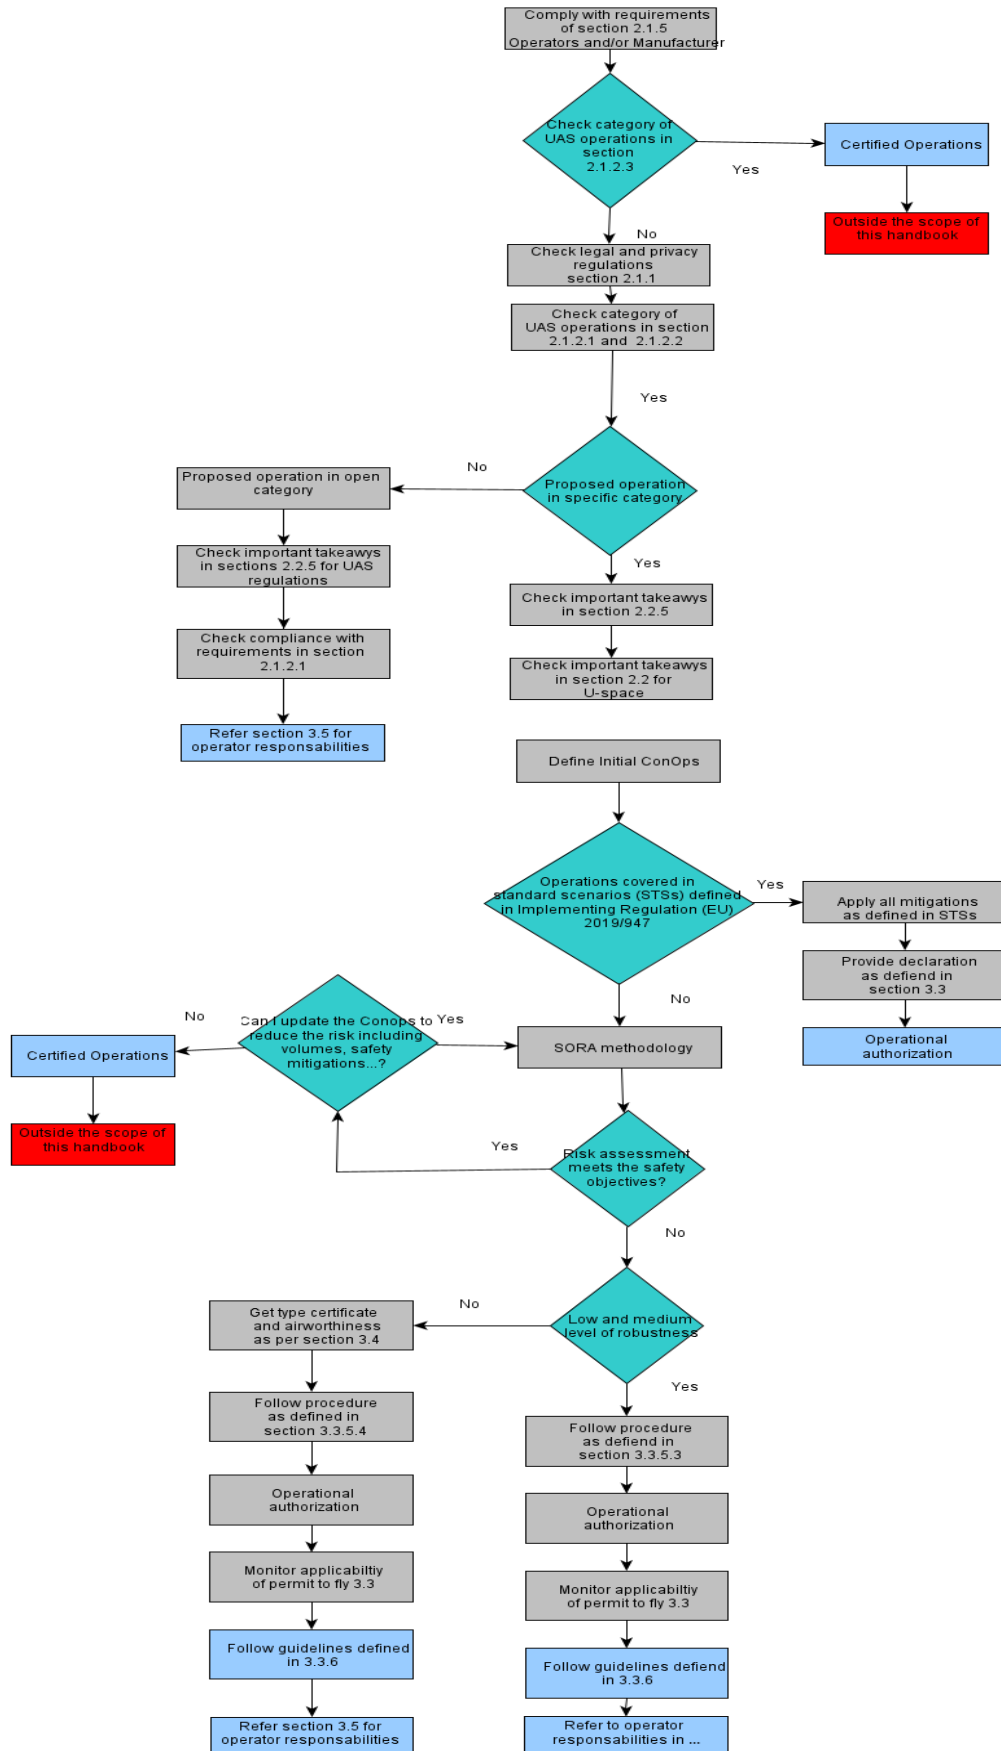 Comply with requirements
of section 2.1.5
Operators and/or Manufacturer
Check category of
UAS operations in
section
2.1.2.3
Yes
Certified Operations
Outside the scope of
this handbook
No
Check legal and privacy
regulations
section 2.1.1
Check category of
UAS operations in section
2.1.2.1 and 2.1.2.2
Yes
Proposed operation
in specific category
No
Proposed operation in open
category
Check important takeawys
in sections 2.2.5 for UAS
regulations
Check compliance with
requirements in section
2.1.2.1
Refer section 3.5 for
operator responsabilities
Yes
Check important takeawys
in section 2.2.5
Check important takeawys
in section 2.2 for
U-space
Define Initial ConOps
Operations covered in
standard scenarios (STSs) defined
in Implementing Regulation (EU)
2019/947
Yes
Apply all mitigations
as defined in STSs
Provide declaration
as defiend in
section 3.3
Operational
authorization
No
SORA methodology
Can I update the Conops to
reduce the risk including
volumes, safety
mitigations...?
Yes
No
Certified Operations
Outside the scope of
this handbook
Risk assessment
meets the safety
objectives?
Yes
No
Low and medium
level of robustness
No
Get type certificate
and airworthiness
as per section 3.4
Follow procedure
as defined in
section 3.3.5.4
Operational
authorization
Monitor applicabiltiy
of permit to fly 3.3
Follow guidelines defined
in 3.3.6
Refer section 3.5 for
operator responsabilities
Yes
Follow procedure
as defiend in
section 3.3.5.3
Operational
authorization
Monitor applicabiltiy
of permit to fly 3.3
Follow guidelines defiend
in 3.3.6
Refer to operator
responsabilities in ...